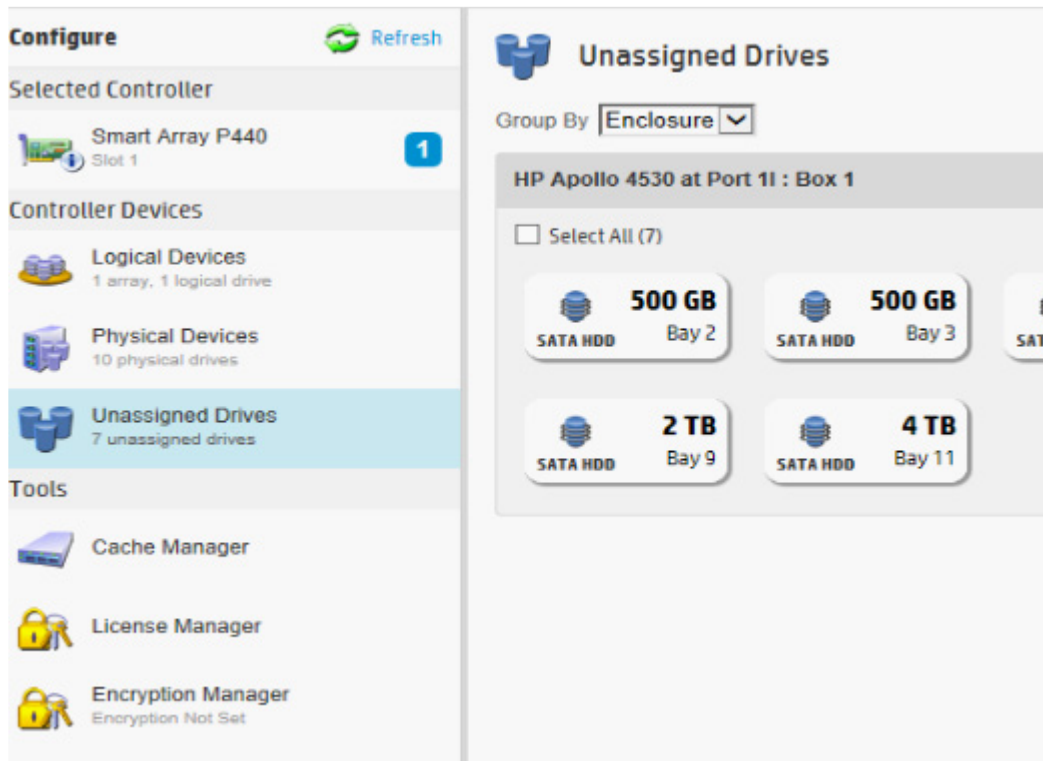 Configure
Refresh
Selected Controller
Smart Array P440
Slot 1
1
Controller Devices
Logical Devices
1 array, 1 logical drive
Physical Devices
10 physical drives
Unassigned Drives
7 unassigned drives
Tools
Cache Manager
License Manager
Encryption Manager
Encryption Not Set
Unassigned Drives
Group By Enclosure
HP Apollo 4530 at Port 1I : Box 1
Select All (7)
500 GB
SATA HDD Bay 2
500 GB
SATA HDD Bay 3
SAT
2 TB
SATA HDD Bay 9
4 TB
SATA HDD Bay 11